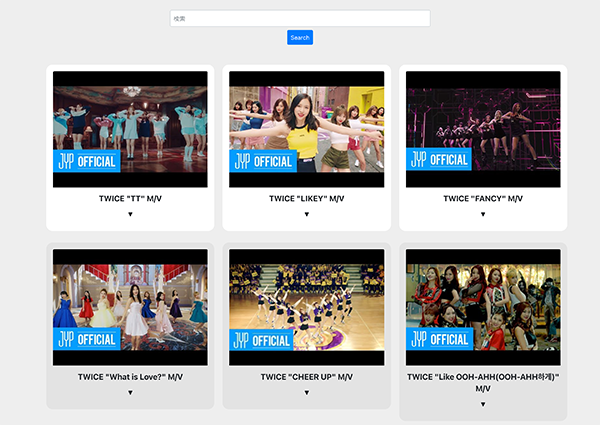 検索
Search
JYP OFFICIAL
JYP OFFICIAL
JYP OFFICIAL
TWICE "TT" M/V
TWICE "LIKEY" M/V
TWICE "FANCY" M/V
▼
▼
▼
JYP OFFICIAL
JYP OFFICIAL
JYP OFFICIAL
TWICE "What is Love?" M/V
TWICE "CHEER UP" M/V
TWICE "Like OOH-AHH(OOH-AHH하게)"
M/V
▼
▼
▼